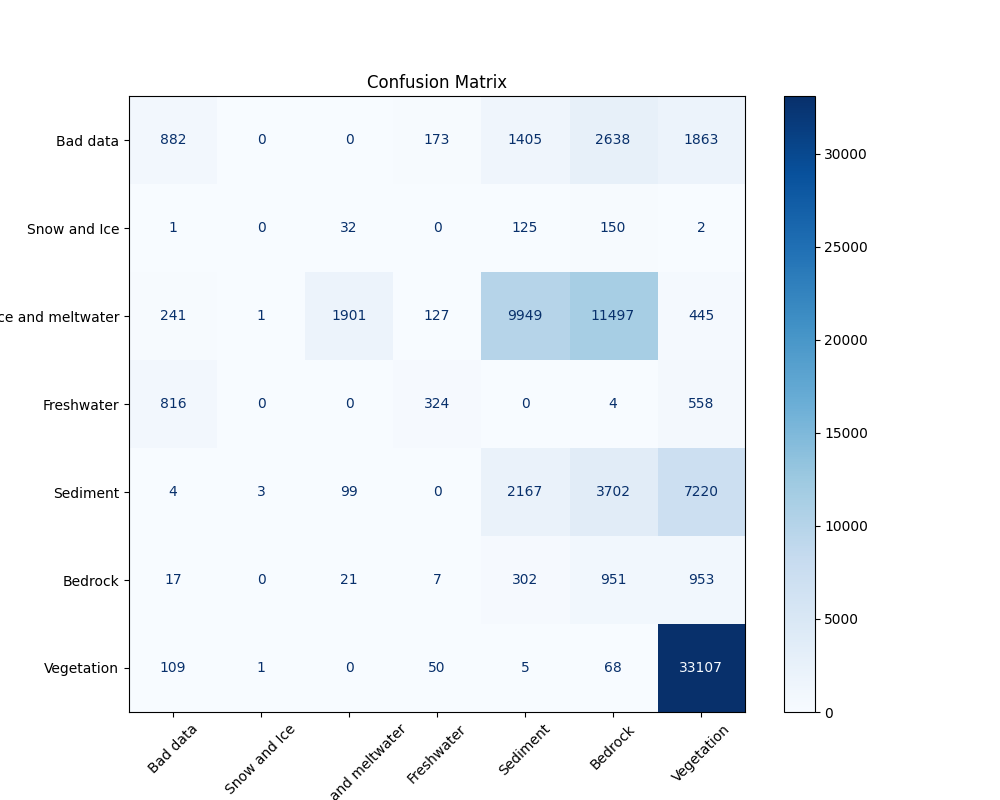 Confusion Matrix
Bad data 882 0 0 173 1405 2638 1863
Snow and Ice 1 0 32 0 125 150 2
ce and meltwater 241 1 1901 127 9949 11497 445
Freshwater 816 0 0 324 0 4 558
Sediment 4 3 99 0 2167 3702 7220
Bedrock 17 0 21 7 302 951 953
Vegetation 109 1 0 50 5 68 33107
Bad data Snow and Ice and meltwater Freshwater Sediment Bedrock Vegetation
30000
25000
20000
15000
10000
5000
0